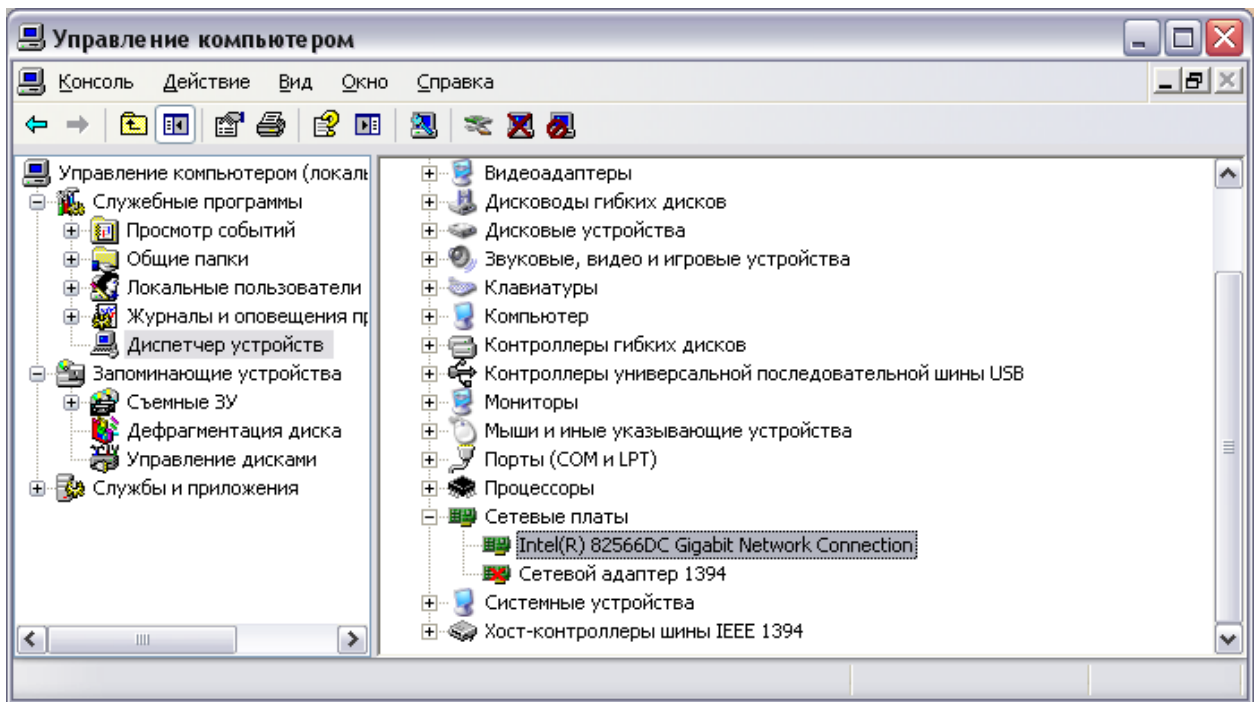 Управление компьютером
Консоль Действие Вид Окно Справка
Управление компьютером (локаль
Служебные программы
Просмотр событий
Общие папки
Локальные пользователи
Журналы и оповещения пр
Диспетчер устройств
Запоминающие устройства
Съемные ЗУ
Дефрагментация диска
Управление дисками
Службы и приложения
Видеоадаптеры
Дисководы гибких дисков
Дисковые устройства
Звуковые, видео и игровые устройства
Клавиатуры
Компьютер
Контроллеры гибких дисков
Контроллеры универсальной последовательной шины USB
Мониторы
Мыши и иные указывающие устройства
Порты (COM и LPT)
Процессоры
Сетевые платы
Intel(R) 82566DC Gigabit Network Connection
Сетевой адаптер 1394
Системные устройства
Хост-контроллеры шины IEEE 1394